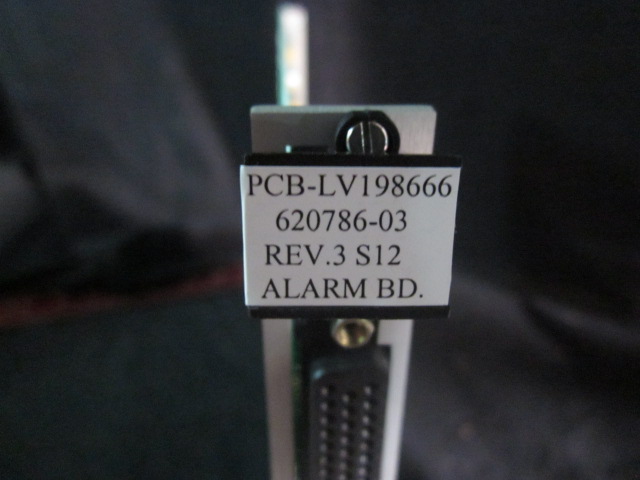 PCB-LV198666
620786-03
REV.3 S12
ALARM BD.